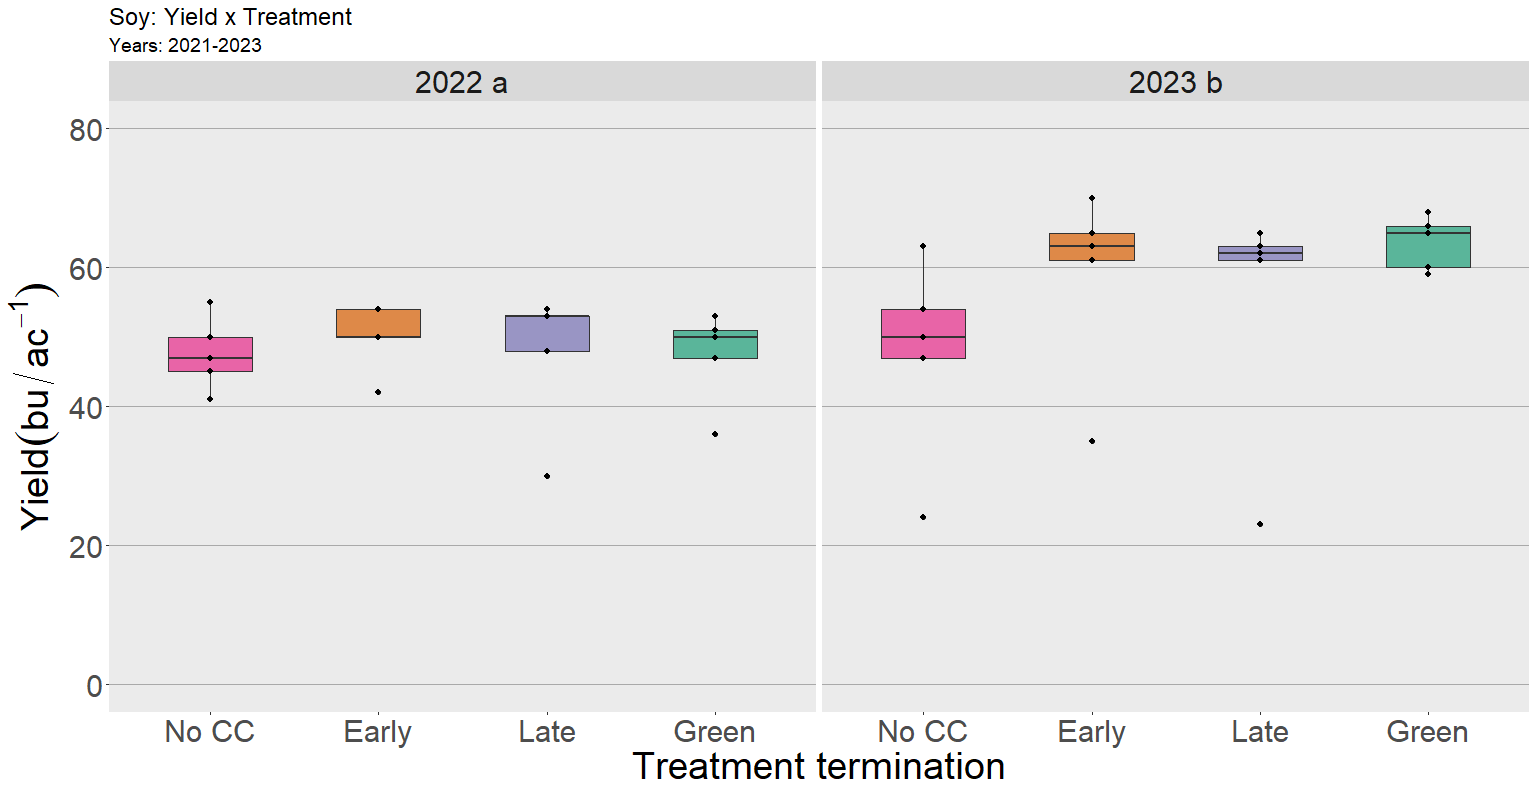 Soy: Yield x Treatment
Years: 2021-2023
2022 a
2023 b
Yield(bu/ac⁻¹)
80
60
40
20
0
No CC Early Late Green No CC Early Late Green
Treatment termination